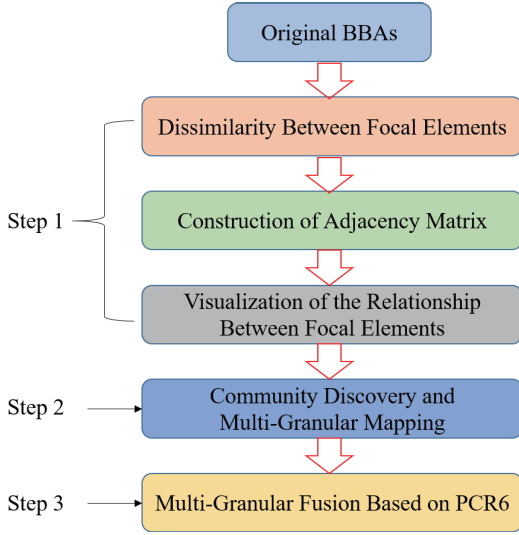 Original BBAs
Dissimilarity Between Focal Elements
Step 1
Construction of Adjacency Matrix
Visualization of the Relationship
Between Focal Elements
Step 2
Community Discovery and
Multi-Granular Mapping
Step 3
Multi-Granular Fusion Based on PCR6